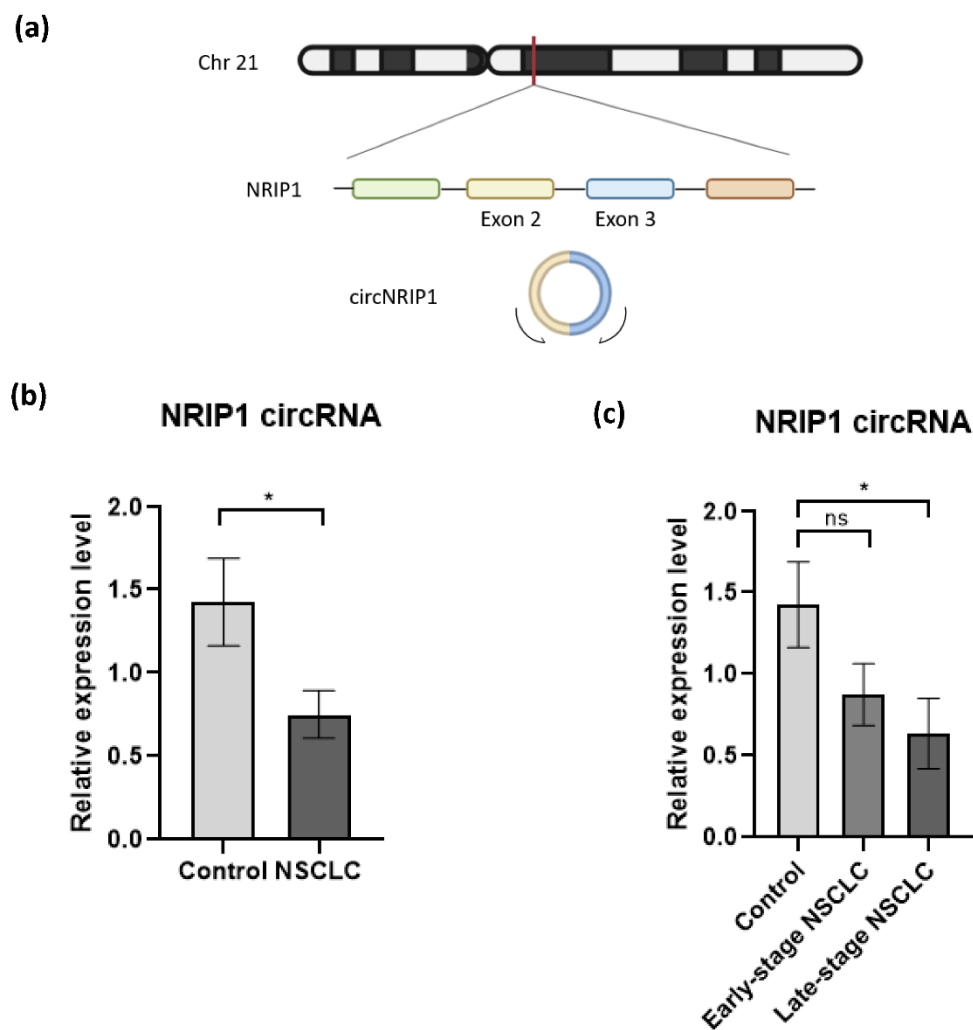 (a)
Chr 21
NRIP1
Exon 2 Exon 3
circNRIP1
(b)
NRIP1 circRNA
*
Relative expression level
2.0
1.5
1.0
0.5
0.0
Control NSCLC
(c)
NRIP1 circRNA
*
ns
Relative expression level
2.0
1.5
1.0
0.5
0.0
Control
Early-stage NSCLC
Late-stage NSCLC